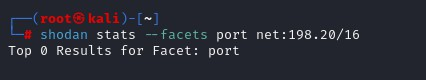 ┌──(root㉿kali)-[~]
└─# shodan stats --facets port net:198.20/16
Top 0 Results for Facet: port